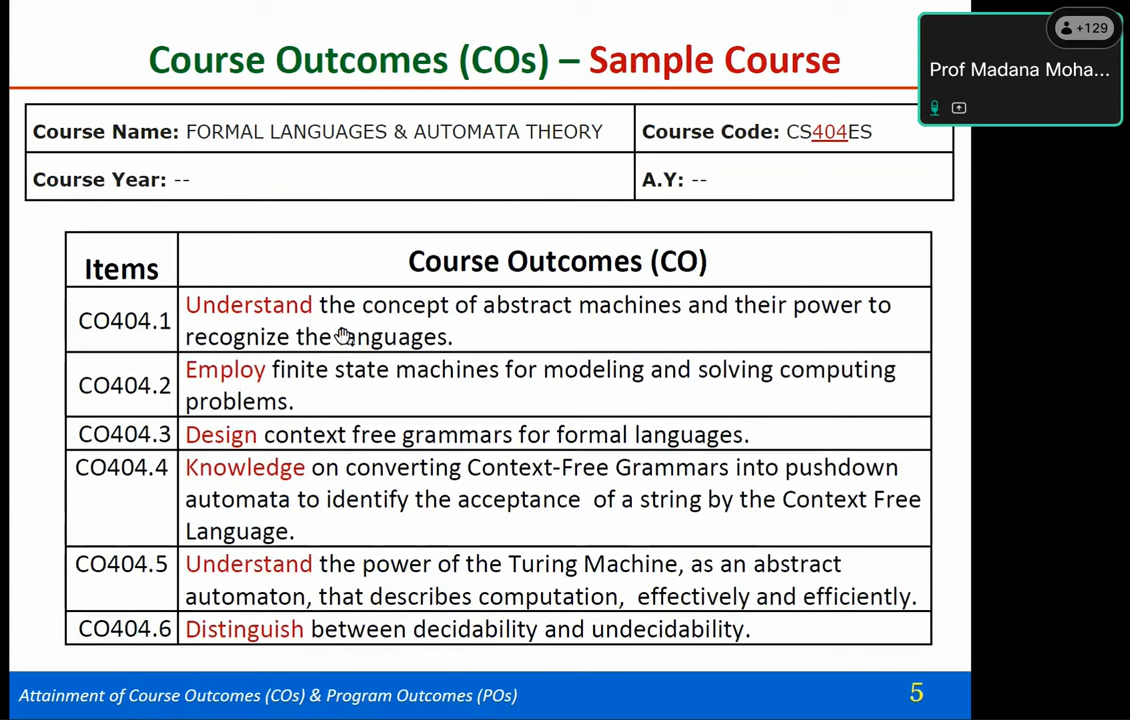 Course Outcomes (COs) – Sample Course
+129
Prof Madana Moha...
Course Name: FORMAL LANGUAGES & AUTOMATA THEORY
Course Code: CS404ES
Course Year: --
A.Y: --
Items
Course Outcomes (CO)
CO404.1
Understand the concept of abstract machines and their power to
recognize the languages.
CO404.2
Employ finite state machines for modeling and solving computing
problems.
CO404.3
Design context free grammars for formal languages.
CO404.4
Knowledge on converting Context-Free Grammars into pushdown
automata to identify the acceptance of a string by the Context Free
Language.
CO404.5
Understand the power of the Turing Machine, as an abstract
automaton, that describes computation, effectively and efficiently.
CO404.6
Distinguish between decidability and undecidability.
Attainment of Course Outcomes (COs) & Program Outcomes (POs)
5